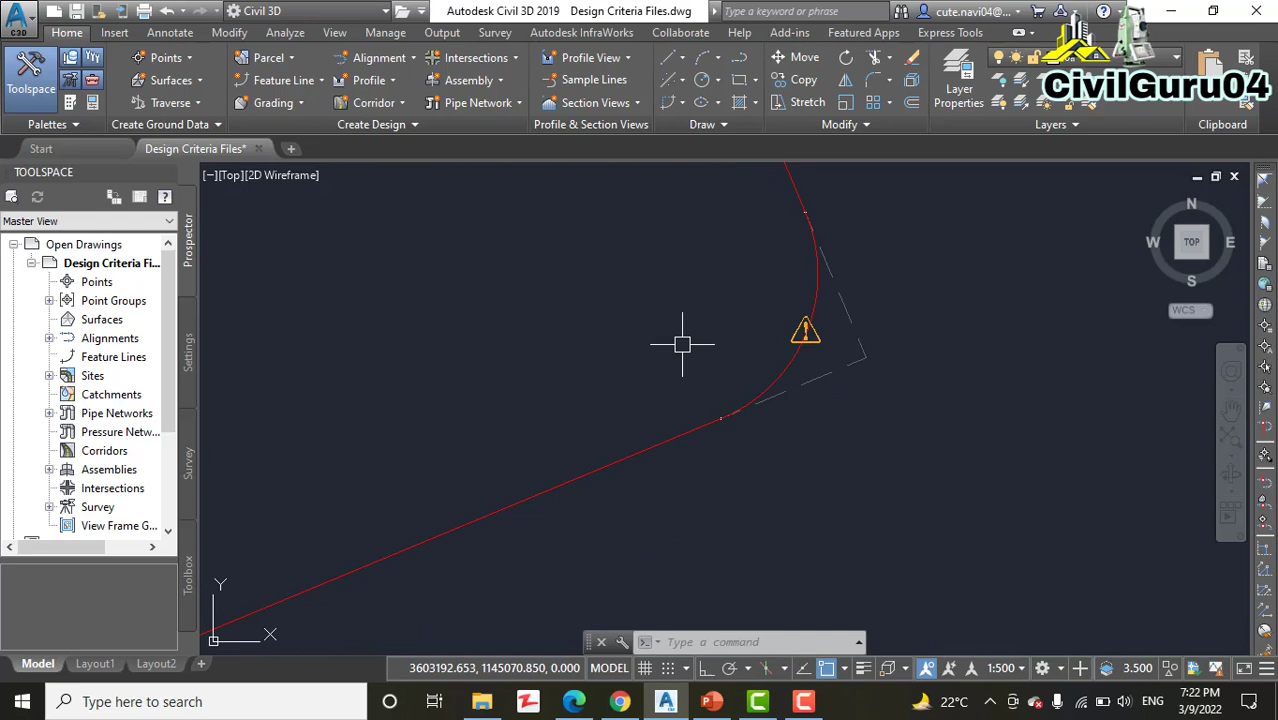 Civil 3D
Autodesk Civil 3D 2019 Design Criteria Files.dwg
Type a keyword or phrase
cute.navi04@...
C3D
Home Insert Annotate Modify Analyze View Manage Output Survey Autodesk InfraWorks Collaborate Help Add-ins Featured Apps Express Tools
Toolspace
Points
Surfaces
Traverse
Parcel
Feature Line
Grading
Alignment
Profile
Corridor
Intersections
Assembly
Pipe Network
Profile View
Sample Lines
Section Views
Move
Copy
Stretch
Layer
Properties
Paste
CivilGuru04
Palettes Create Ground Data Create Design Profile & Section Views Draw Modify Layers Clipboard
Start Design Criteria Files*
TOOLSPACE
Master View
Open Drawings
Design Criteria Fi...
Points
Point Groups
Surfaces
Alignments
Feature Lines
Sites
Catchments
Pipe Networks
Pressure Netw...
Corridors
Assemblies
Intersections
Survey
View Frame G...
Prospector
Settings
Survey
Toolbox
[−][Top][2D Wireframe]
N
W TOP E
S
WCS
Y
X
Type a command
Model Layout1 Layout2
3603192.653, 1145070.850, 0.000 MODEL 1:500 3.500
Type here to search
22°C
ENG
7:22 PM
3/9/2022